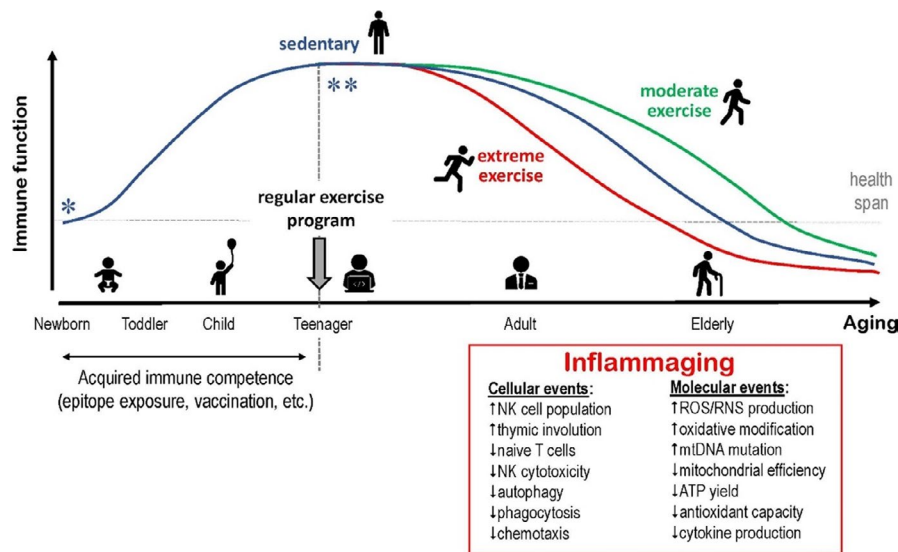 sedentary
**
moderate
exercise
extreme
exercise
health
span
Immune function
*
regular exercise
program
</>
Newborn Toddler Child Teenager Adult Elderly Aging
Acquired immune competence
(epitope exposure, vaccination, etc.)
Inflammaging
Cellular events:
↑NK cell population
↑thymic involution
↓naive T cells
↓NK cytotoxicity
↓autophagy
↓phagocytosis
↓chemotaxis
Molecular events:
↑ROS/RNS production
↑oxidative modification
↑mtDNA mutation
↓mitochondrial efficiency
↓ATP yield
↓antioxidant capacity
↓cytokine production